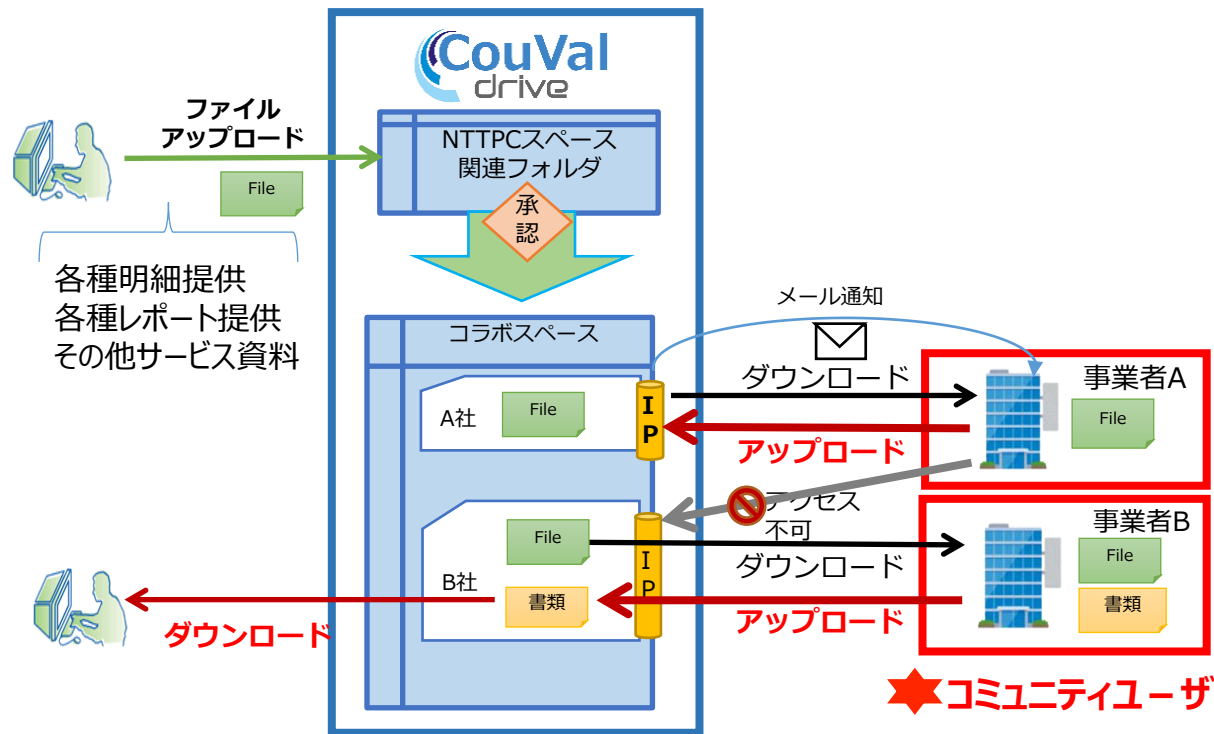 CouVal
drive
ファイル
アップロード
File
NTTPCスペース
関連フォルダ
承
認
各種明細提供
各種レポート提供
その他サービス資料
コラボスペース
メール通知
A社
File
I
P
ダウンロード
アップロード
事業者A
File
アクセス
不可
B社
File
書類
I
P
ダウンロード
アップロード
事業者B
File
書類
ダウンロード
コミュニティユーザ